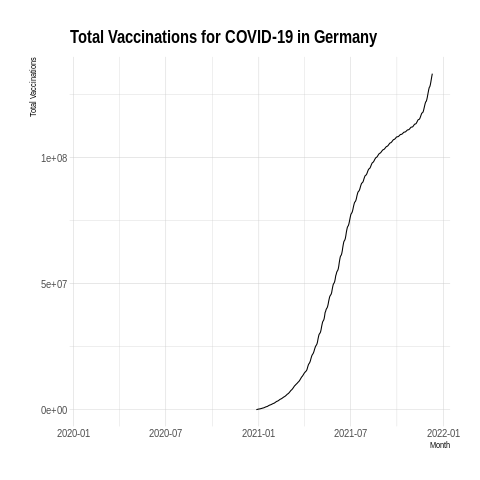 Total Vaccinations for COVID-19 in Germany
Total Vaccinations
1e+08
5e+07
0e+00
2020-01 2020-07 2021-01 2021-07 2022-01
Month